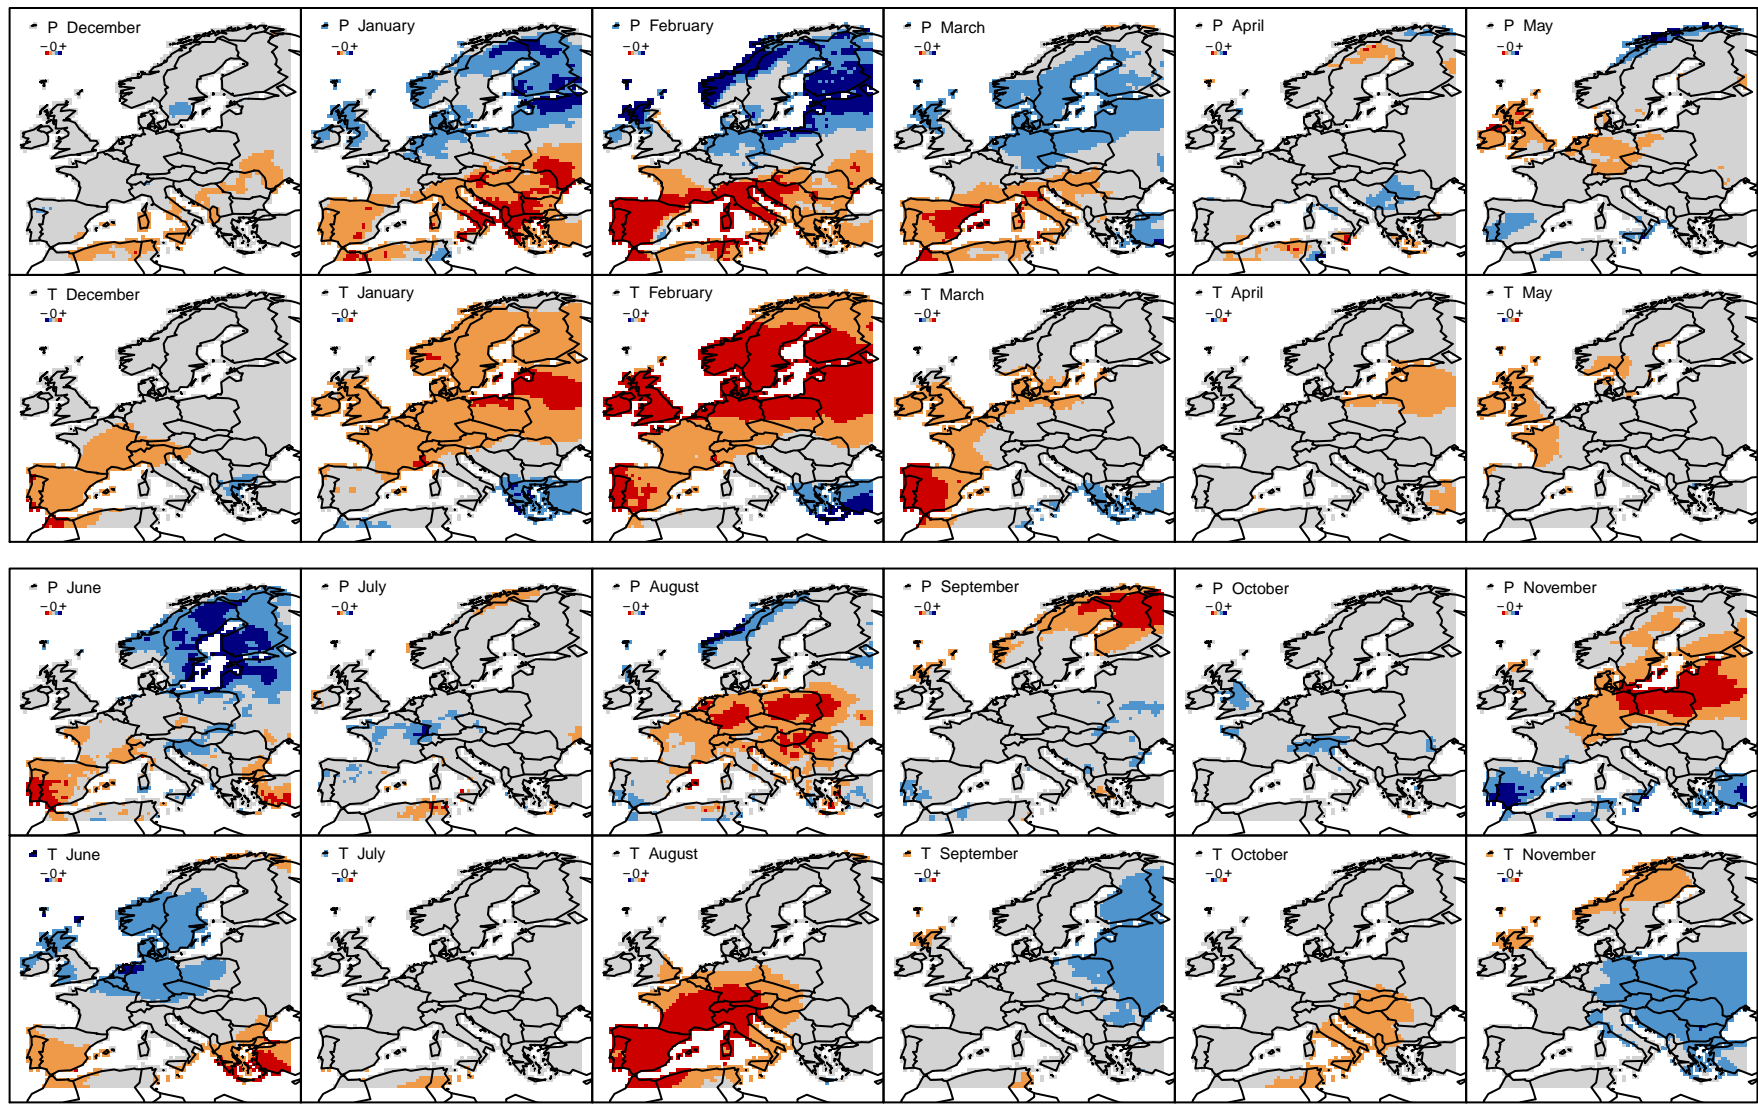 P December
−0+
P January
−0+
P February
−0+
P March
−0+
P April
−0+
P May
−0+
T December
−0+
T January
−0+
T February
−0+
T March
−0+
T April
−0+
T May
−0+
P June
−0+
P July
−0+
P August
−0+
P September
−0+
P October
−0+
P November
−0+
T June
−0+
T July
−0+
T August
−0+
T September
−0+
T October
−0+
T November
−0+